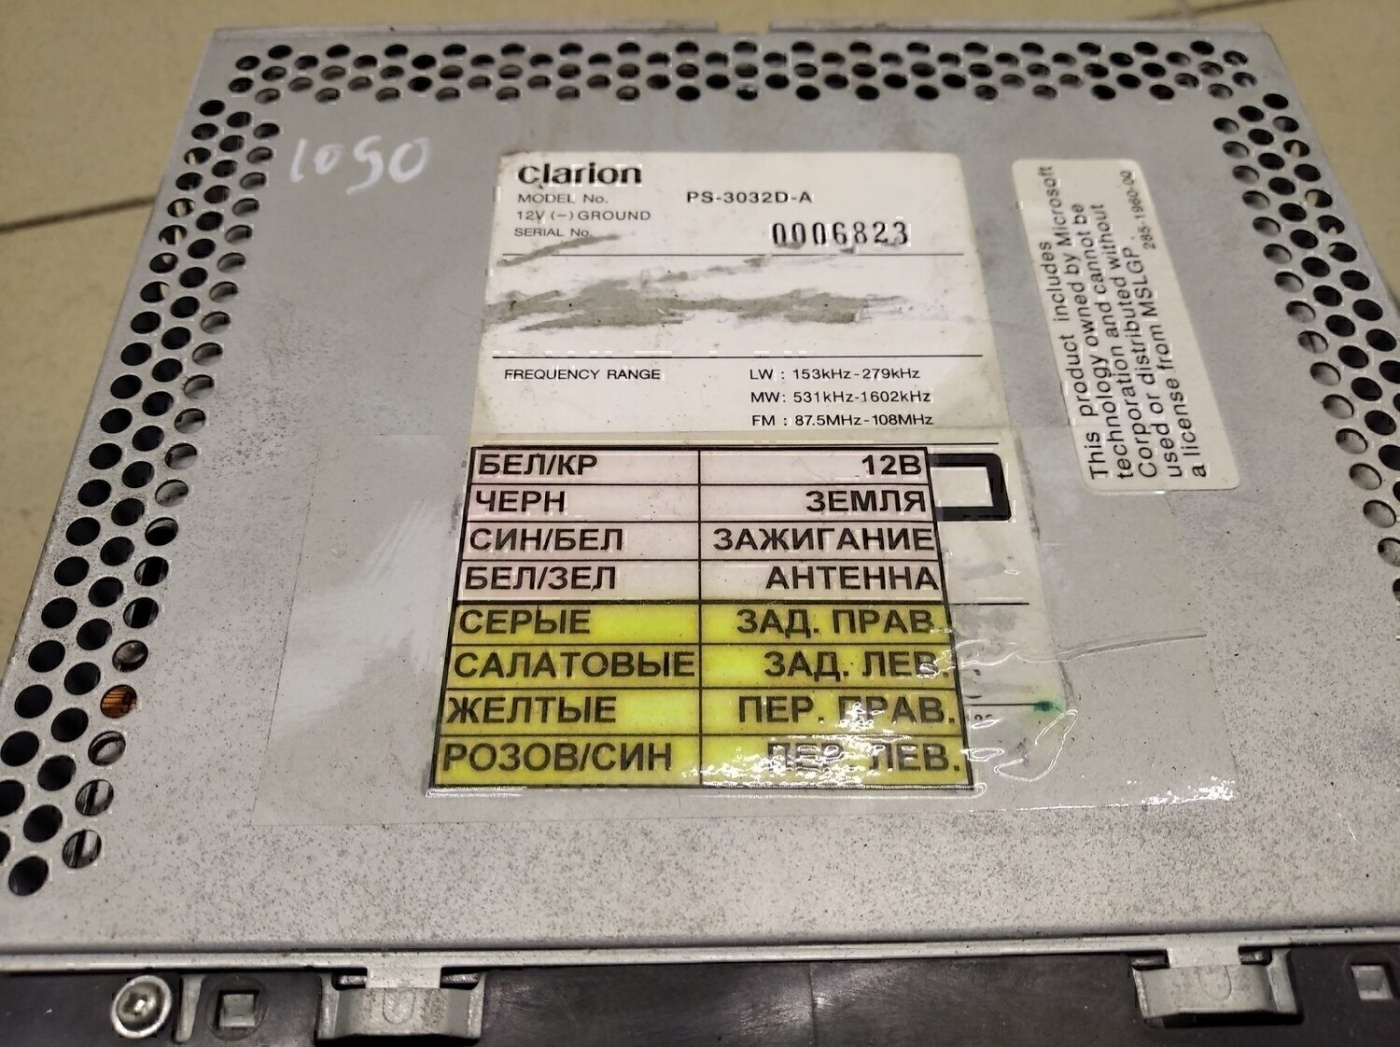 1050
clarion
MODEL No. PS-3032D-A
12V (−) GROUND
SERIAL No. 0006823
FREQUENCY RANGE LW : 153kHz-279kHz
MW: 531kHz-1602kHz
FM : 87.5MHz-108MHz
БЕЛ/КР 12В
ЧЕРН ЗЕМЛЯ
СИН/БЕЛ ЗАЖИГАНИЕ
БЕЛ/ЗЕЛ АНТЕННА
СЕРЫЕ ЗАД. ПРАВ.
САЛАТОВЫЕ ЗАД. ЛЕВ.
ЖЕЛТЫЕ ПЕР. ПРАВ.
РОЗОВ/СИН ПЕР. ЛЕВ.
This product includes
technology owned by Microsoft
Corporation and cannot be
used or distributed without
a license from MSLGP.
285-1960-00